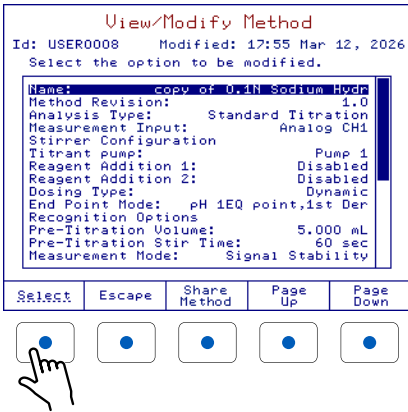 View/Modify Method
Id: USER0008 Modified: 17:55 Mar 12, 2026
Select the option to be modified.
Name: copy of 0.1N Sodium Hydr
Method Revision: 1.0
Analysis Type: Standard Titration
Measurement Input: Analog CH1
Stirrer Configuration
Titrant pump: Pump 1
Reagent Addition 1: Disabled
Reagent Addition 2: Disabled
Dosing Type: Dynamic
End Point Mode: pH 1EQ point,1st Der
Recognition Options
Pre-Titration Volume: 5.000 mL
Pre-Titration Stir Time: 60 sec
Measurement Mode: Signal Stability
Select
Escape
Share
Method
Page
Up
Page
Down